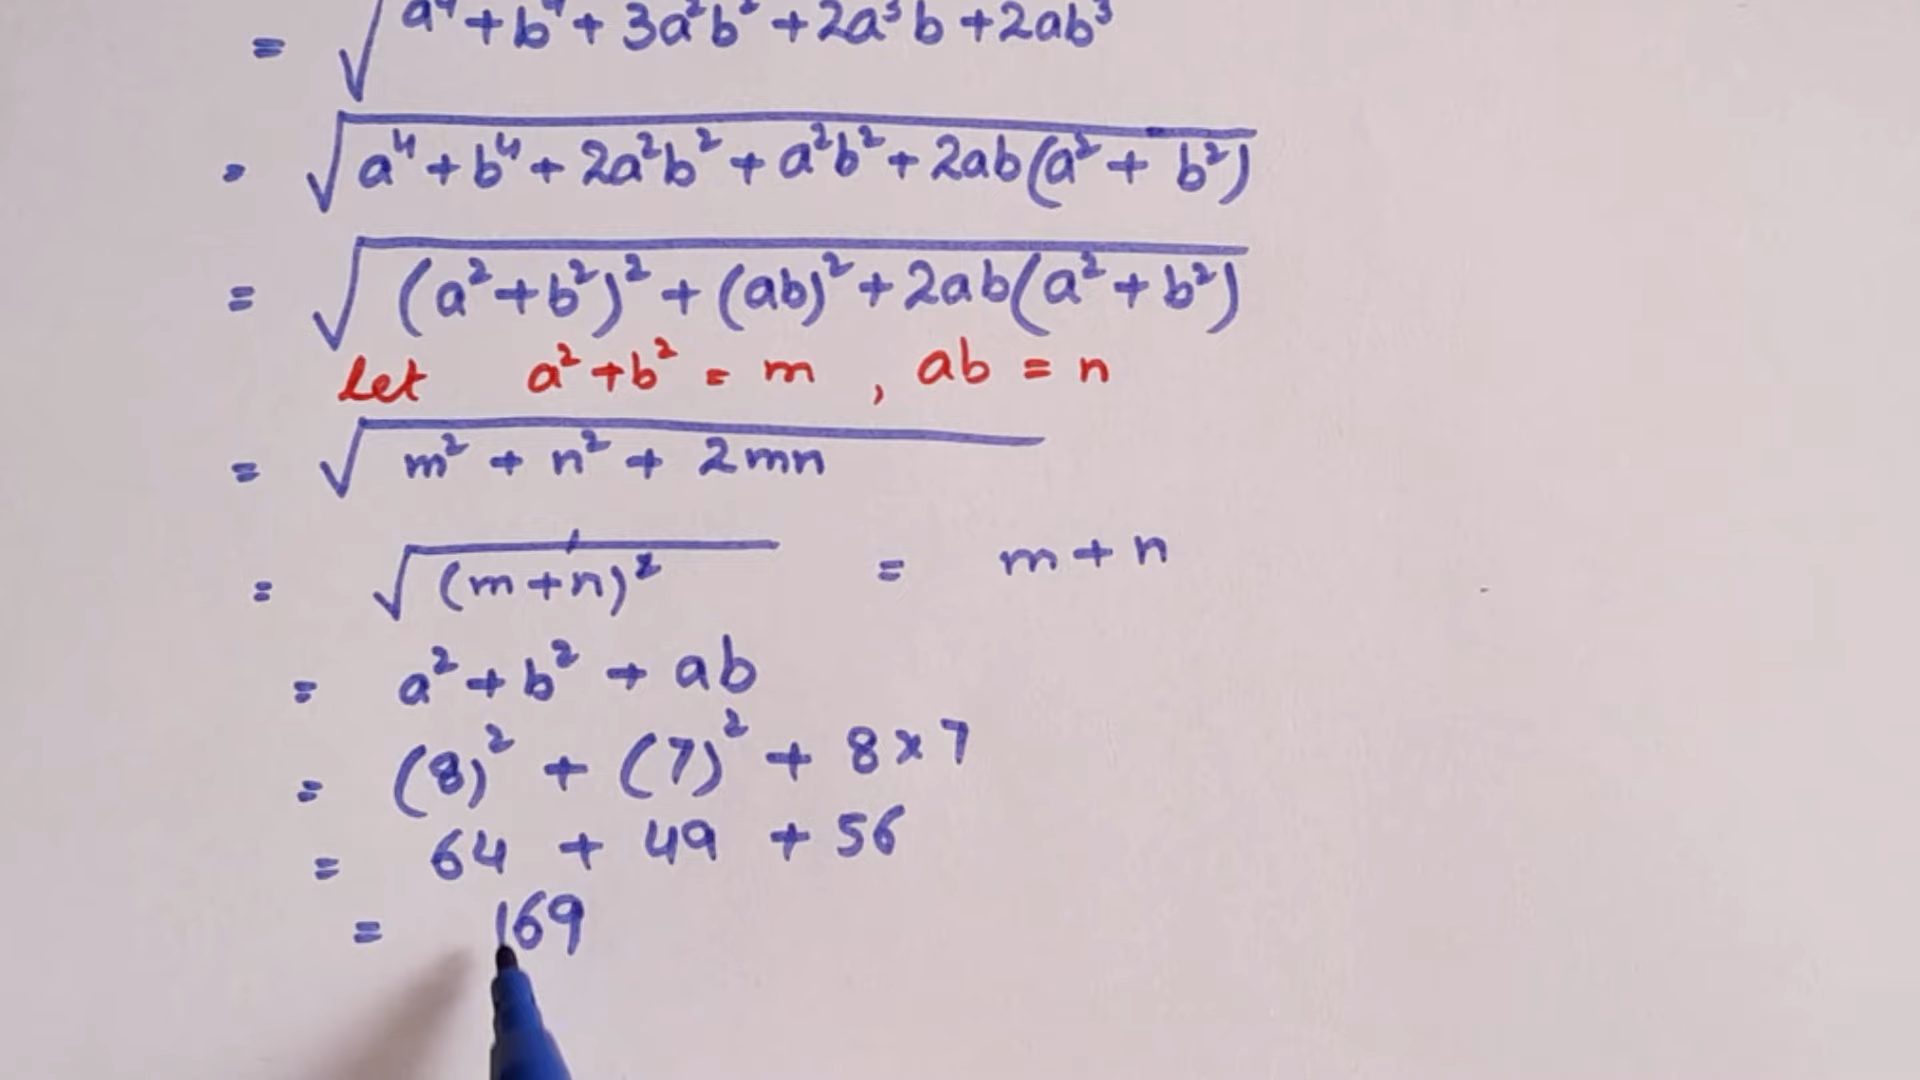 = √a⁴ + b⁴ + 3a²b² + 2a³b + 2ab³
= √a⁴ + b⁴ + 2a²b² + a²b² + 2ab(a² + b²)
= √(a² + b²)² + (ab)² + 2ab(a² + b²)
let a² + b² = m , ab = n
= √m² + n² + 2mn
= √(m + n)² = m + n
= a² + b² + ab
= (8)² + (7)² + 8 × 7
= 64 + 49 + 56
= 169